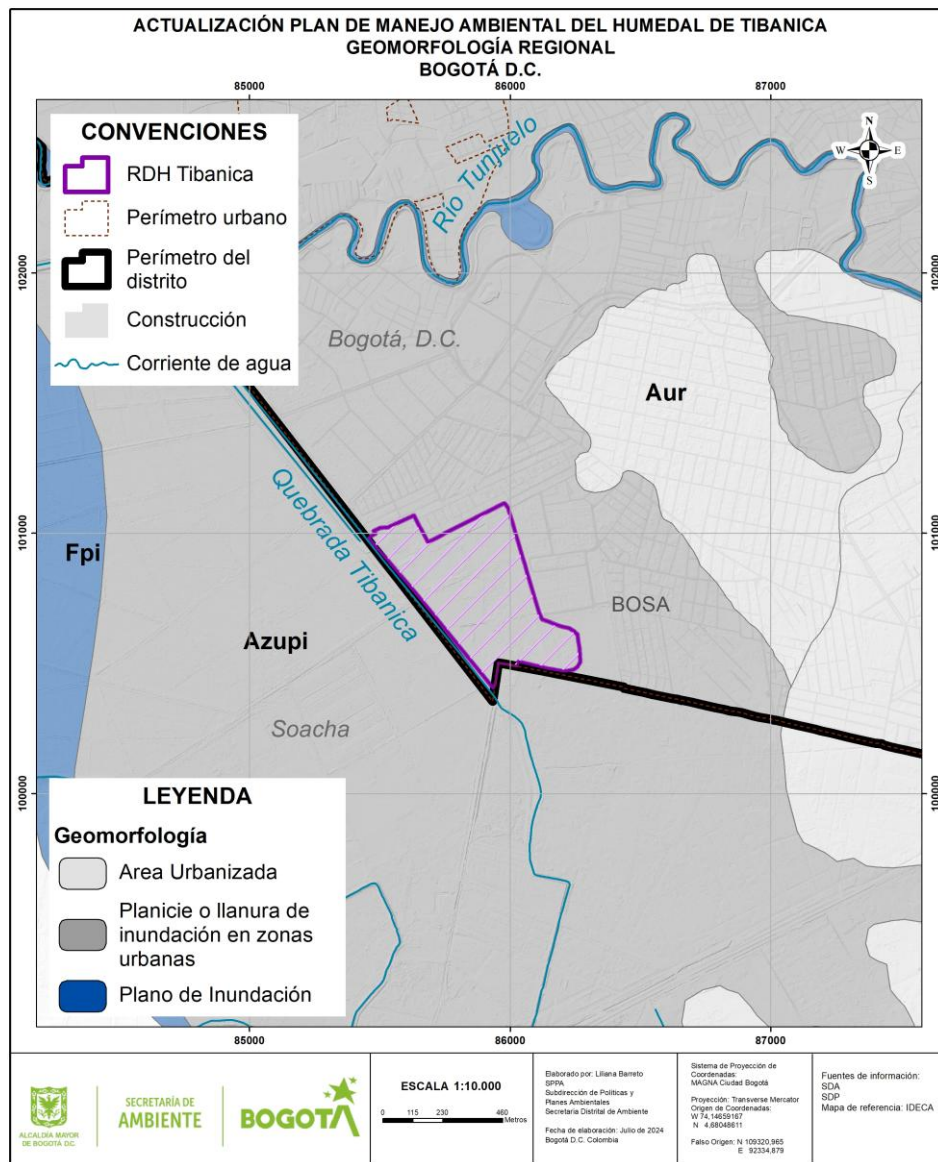 ACTUALIZACIÓN PLAN DE MANEJO AMBIENTAL DEL HUMEDAL DE TIBANICA
GEOMORFOLOGÍA REGIONAL
BOGOTÁ D.C.
85000
86000
87000
CONVENCIONES
RDH Tibanica
Perímetro urbano
Perímetro del
distrito
Construcción
Corriente de agua
N
W
E
S
Río Tunjuelo
102000
102000
Bogotá, D.C.
Aur
Quebrada Tibanica
101000
101000
Fpi
BOSA
Azupi
Soacha
100000
100000
LEYENDA
Geomorfología
Area Urbanizada
Planicie o llanura de
inundación en zonas
urbanas
Plano de Inundación
85000
86000
87000
ALCALDÍA MAYOR
DE BOGOTÁ D.C.
SECRETARÍA DE
AMBIENTE
BOGOTÁ
ESCALA 1:10.000
0 115 230 460
Metros
Elaborado por: Liliana Barreto
SPPA
Subdirección de Políticas y
Planes Ambientales
Secretaria Distrital de Ambiente
Fecha de elaboración: Julio de 2024
Bogotá D.C. Colombia
Sistema de Proyección de
Coordenadas:
MAGNA Ciudad Bogotá
Proyección: Transverse Mercator
Origen de Coordenadas:
W 74,14659167
N 4,68048611
Falso Origen: N 109320,965
E 92334,879
Fuentes de información:
SDA
SDP
Mapa de referencia: IDECA